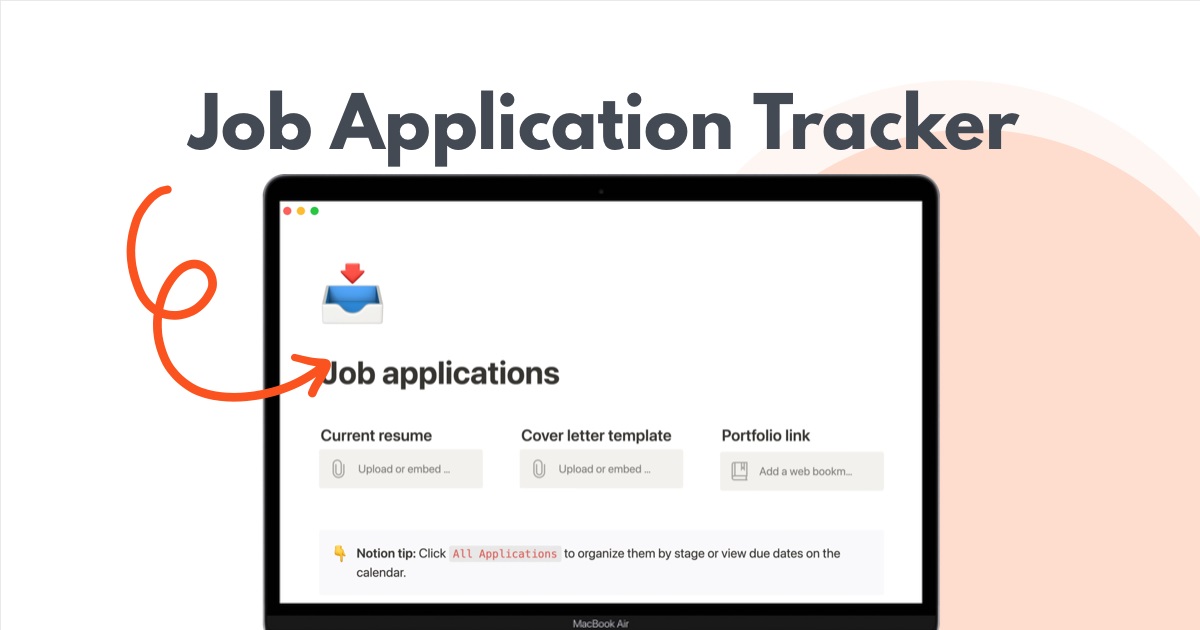 Job Application Tracker
Job applications
Current resume
Cover letter template
Portfolio link
Upload or embed ...
Upload or embed ...
Add a web bookm...
Notion tip: Click All Applications to organize them by stage or view due dates on the
calendar.
MacBook Air